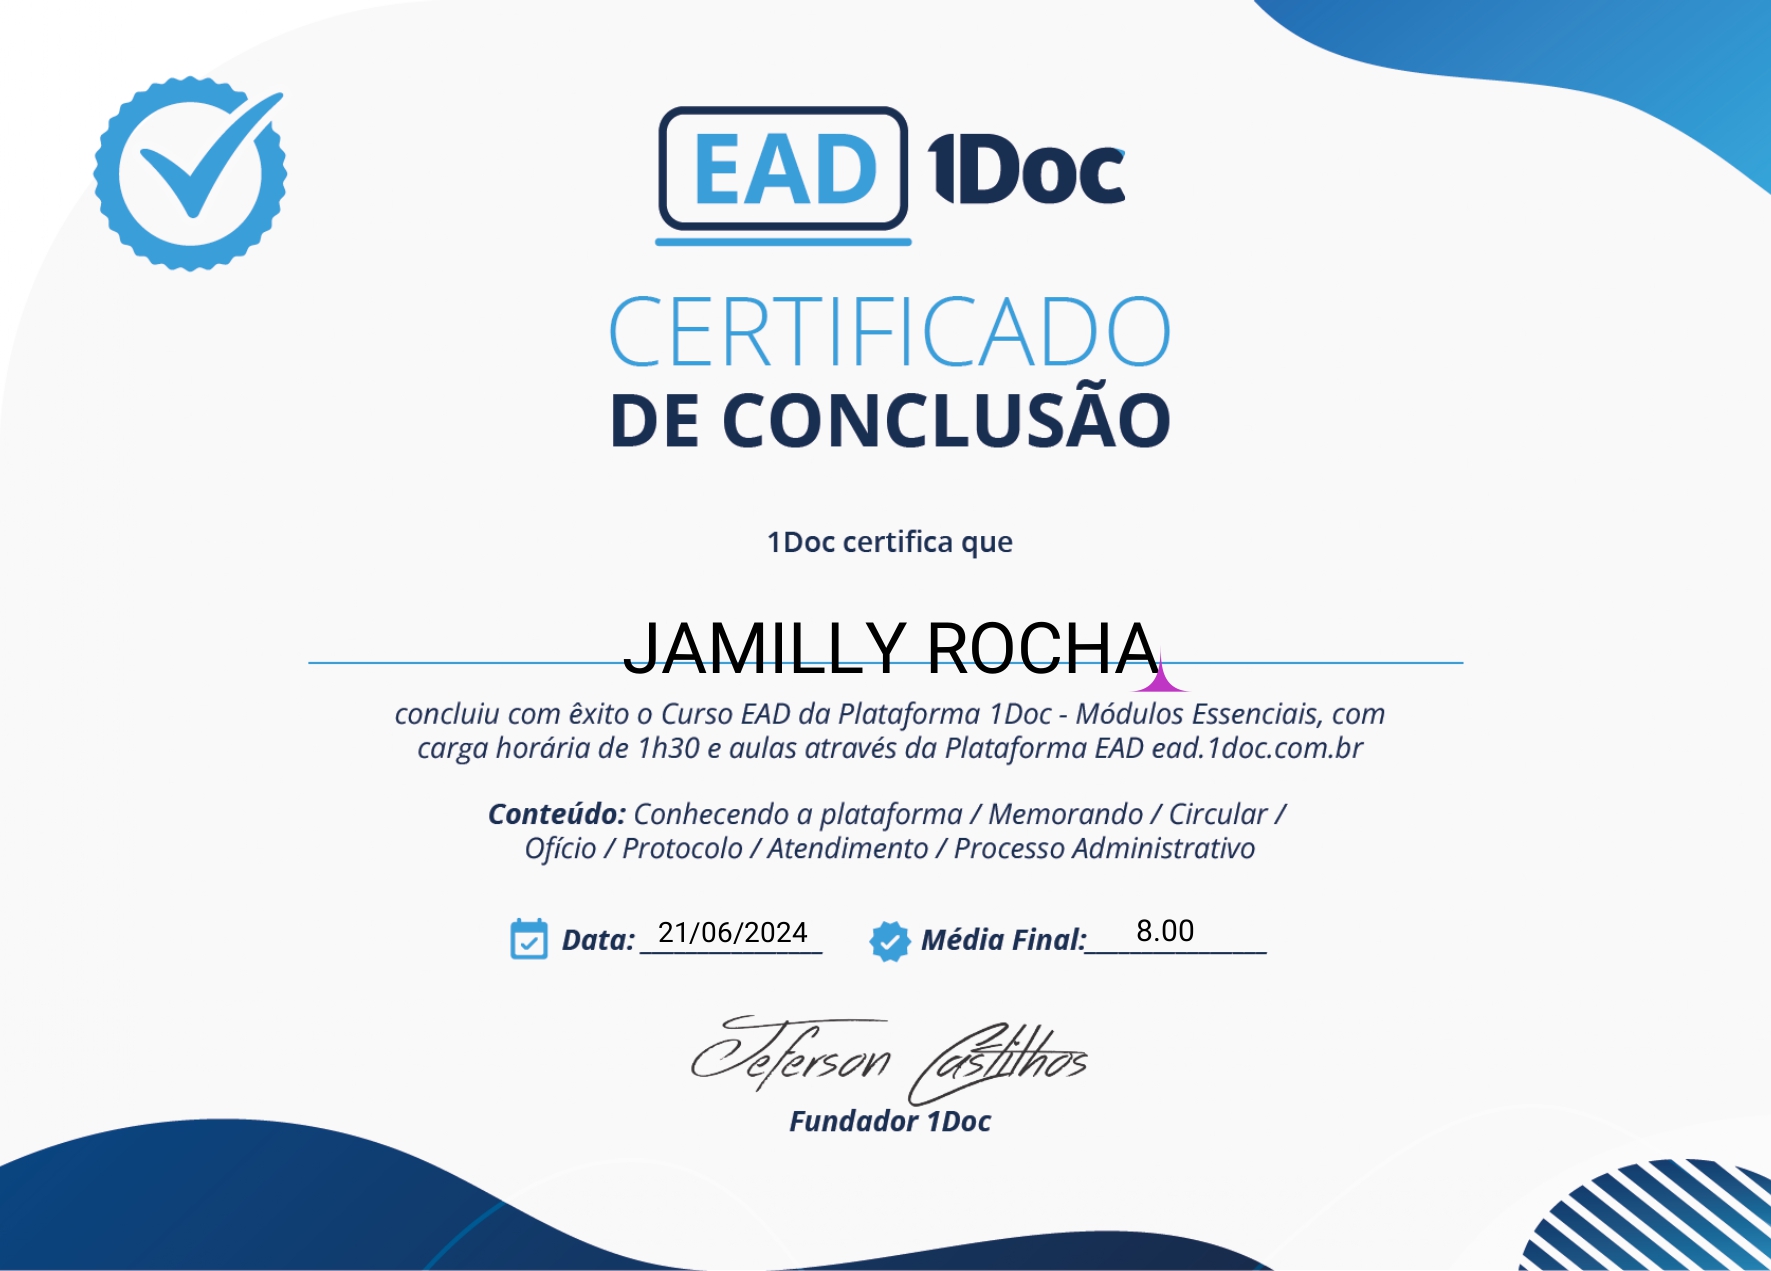 EAD 1Doc
CERTIFICADO
DE CONCLUSÃO
1Doc certifica que
JAMILLY ROCHA
concluiu com êxito o Curso EAD da Plataforma 1Doc - Módulos Essenciais, com
carga horária de 1h30 e aulas através da Plataforma EAD ead.1doc.com.br
Conteúdo: Conhecendo a plataforma / Memorando / Circular /
Ofício / Protocolo / Atendimento / Processo Administrativo
Data: 21/06/2024 Média Final: 8.00
Jeferson Castilhos
Fundador 1Doc